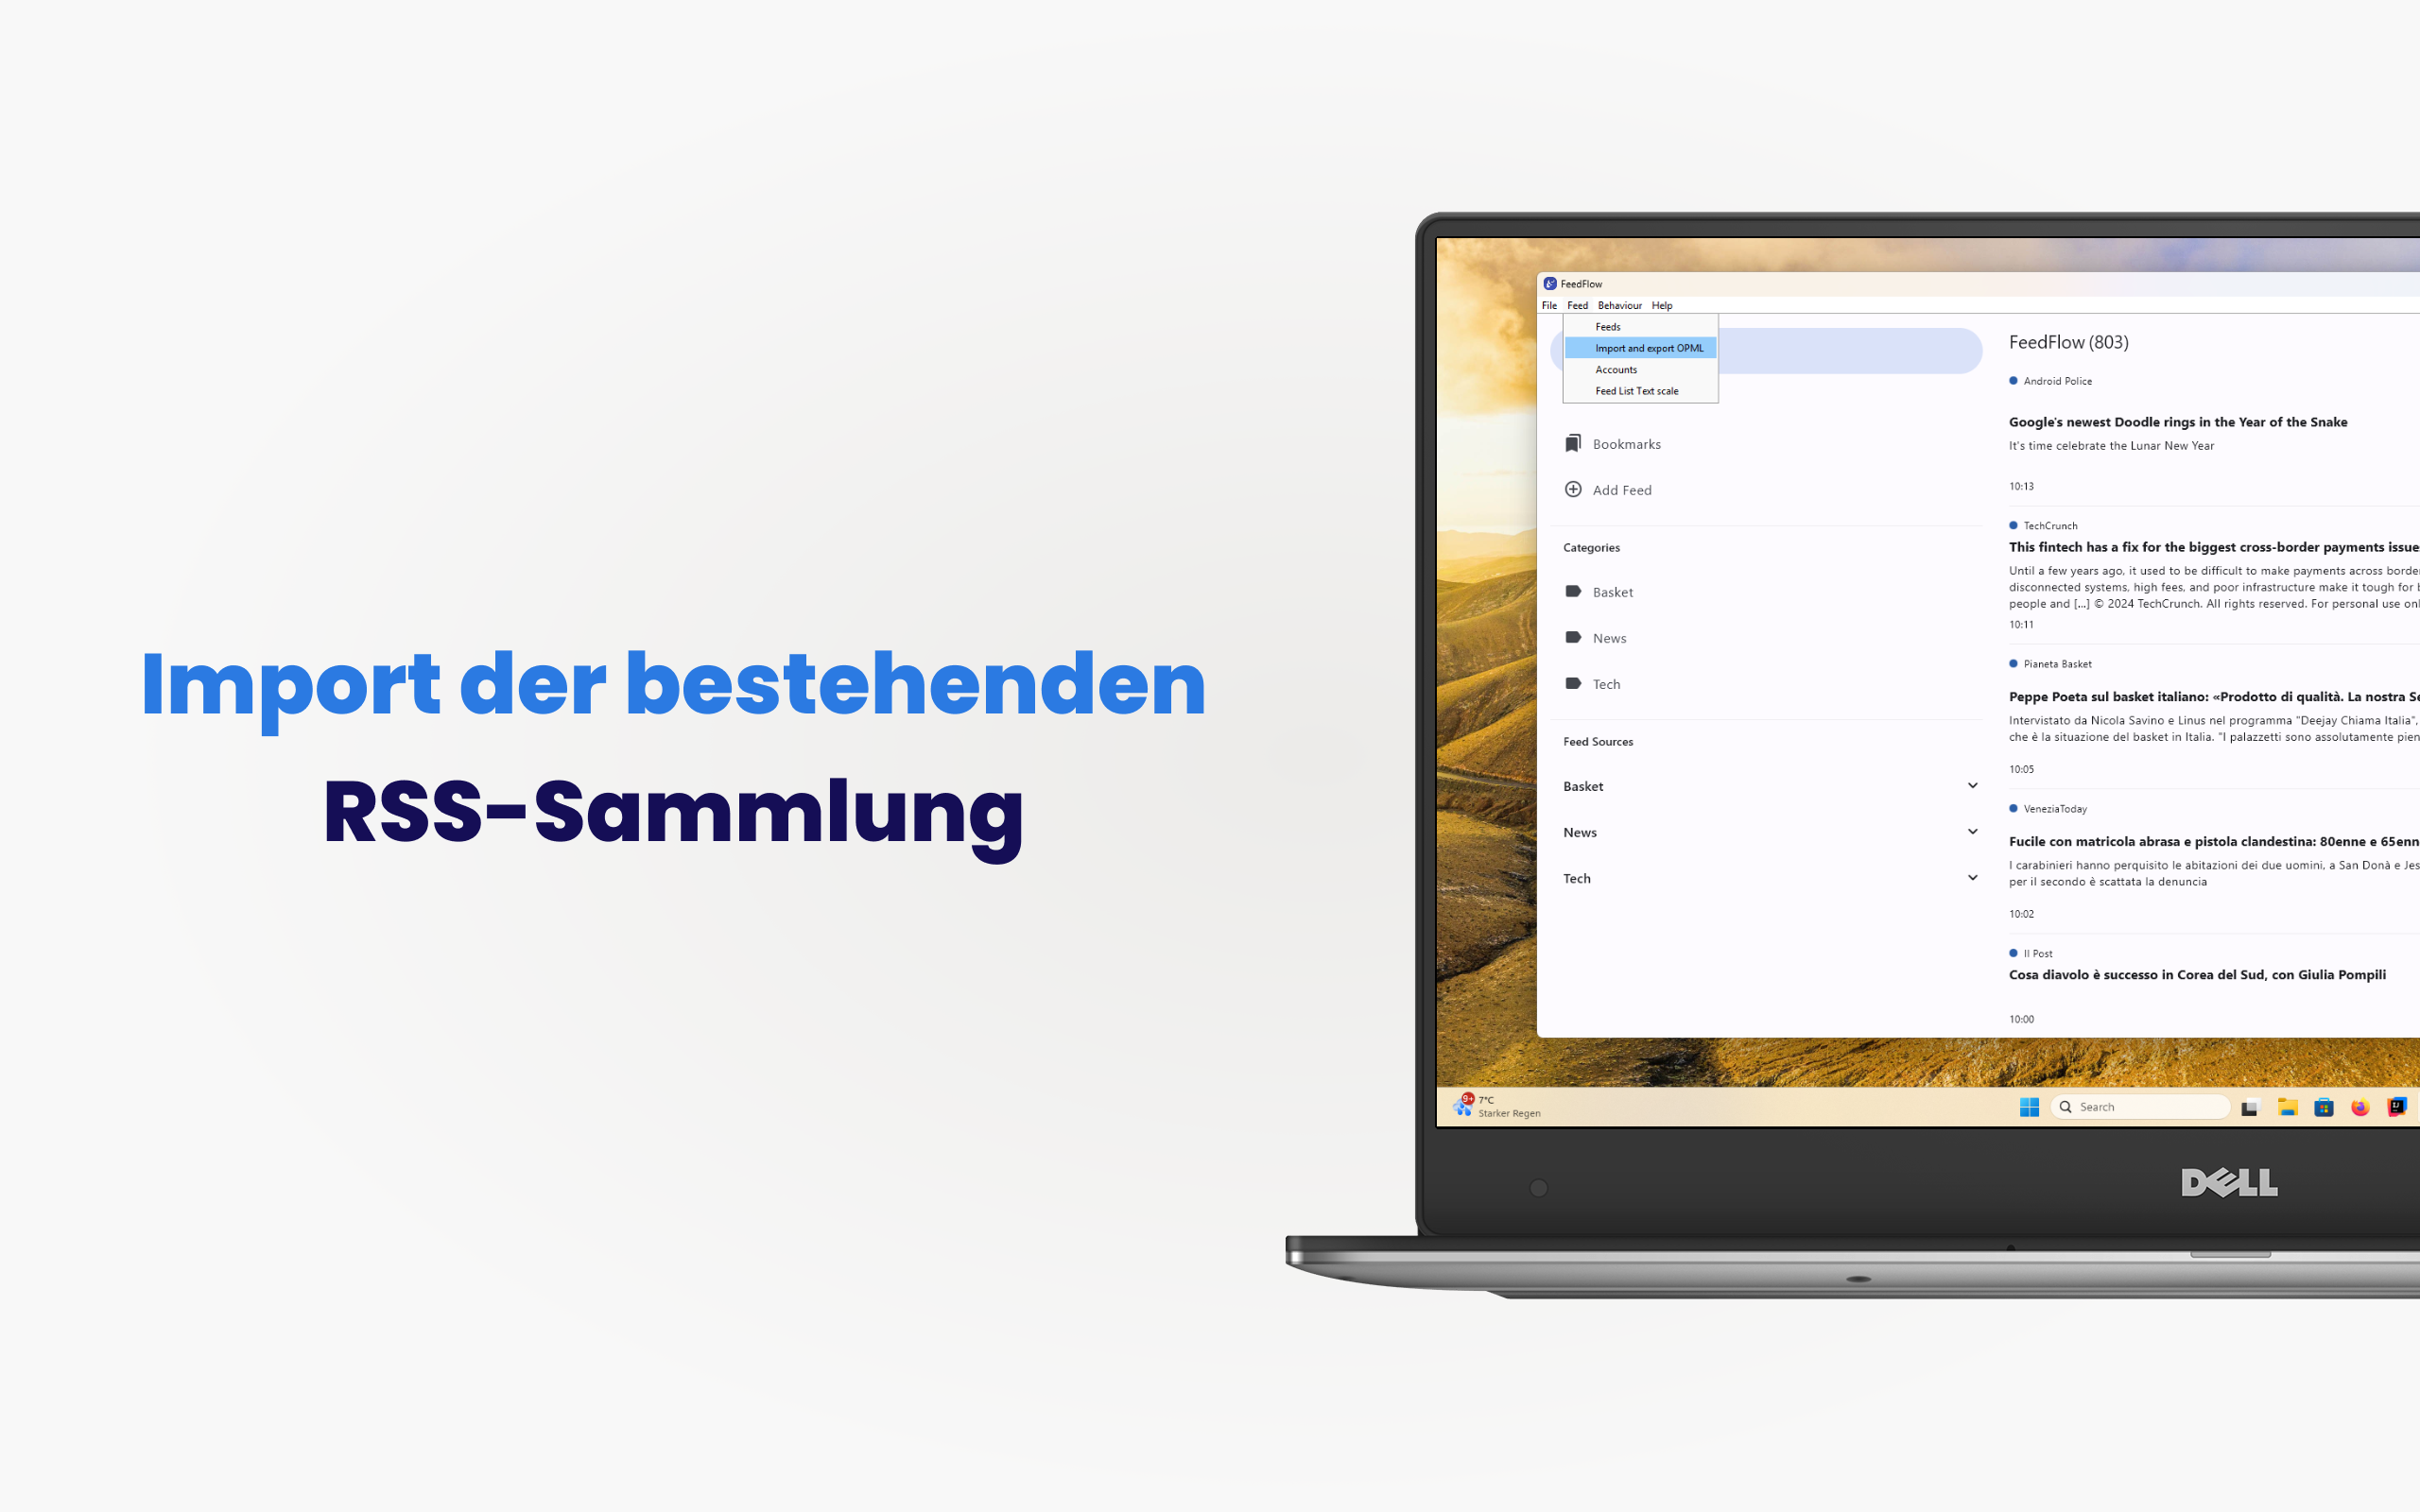 Import der bestehenden
RSS-Sammlung
FeedFlow
File Feed Behaviour Help
Feeds
Import and export OPML
Accounts
Feed List Text scale
Bookmarks
Add Feed
Categories
Basket
News
Tech
Feed Sources
Basket
News
Tech
FeedFlow (803)
Android Police
Google's newest Doodle rings in the Year of the Snake
It's time celebrate the Lunar New Year
10:13
TechCrunch
This fintech has a fix for the biggest cross-border payments
Until a few years ago, it used to be difficult to make payments across
disconnected systems, high fees, and poor infrastructure make it tough for
people and [...] © 2024 TechCrunch. All rights reserved. For personal use
10:11
Pianeta Basket
Peppe Poeta sul basket italiano: «Prodotto di qualità. La nostra
Intervistato da Nicola Savino e Linus nel programma "Deejay Chiama Italia",
che è la situazione del basket in Italia. "I palazzetti sono assolutamente
10:05
VeneziaToday
Fucile con matricola abrasa e pistola clandestina: 80enne e
I carabinieri hanno perquisito le abitazioni dei due uomini, a San Donà e
per il secondo è scattata la denuncia
10:02
Il Post
Cosa diavolo è successo in Corea del Sud, con Giulia Pompili
10:00
9+
7°C
Starker Regen
Search
DELL